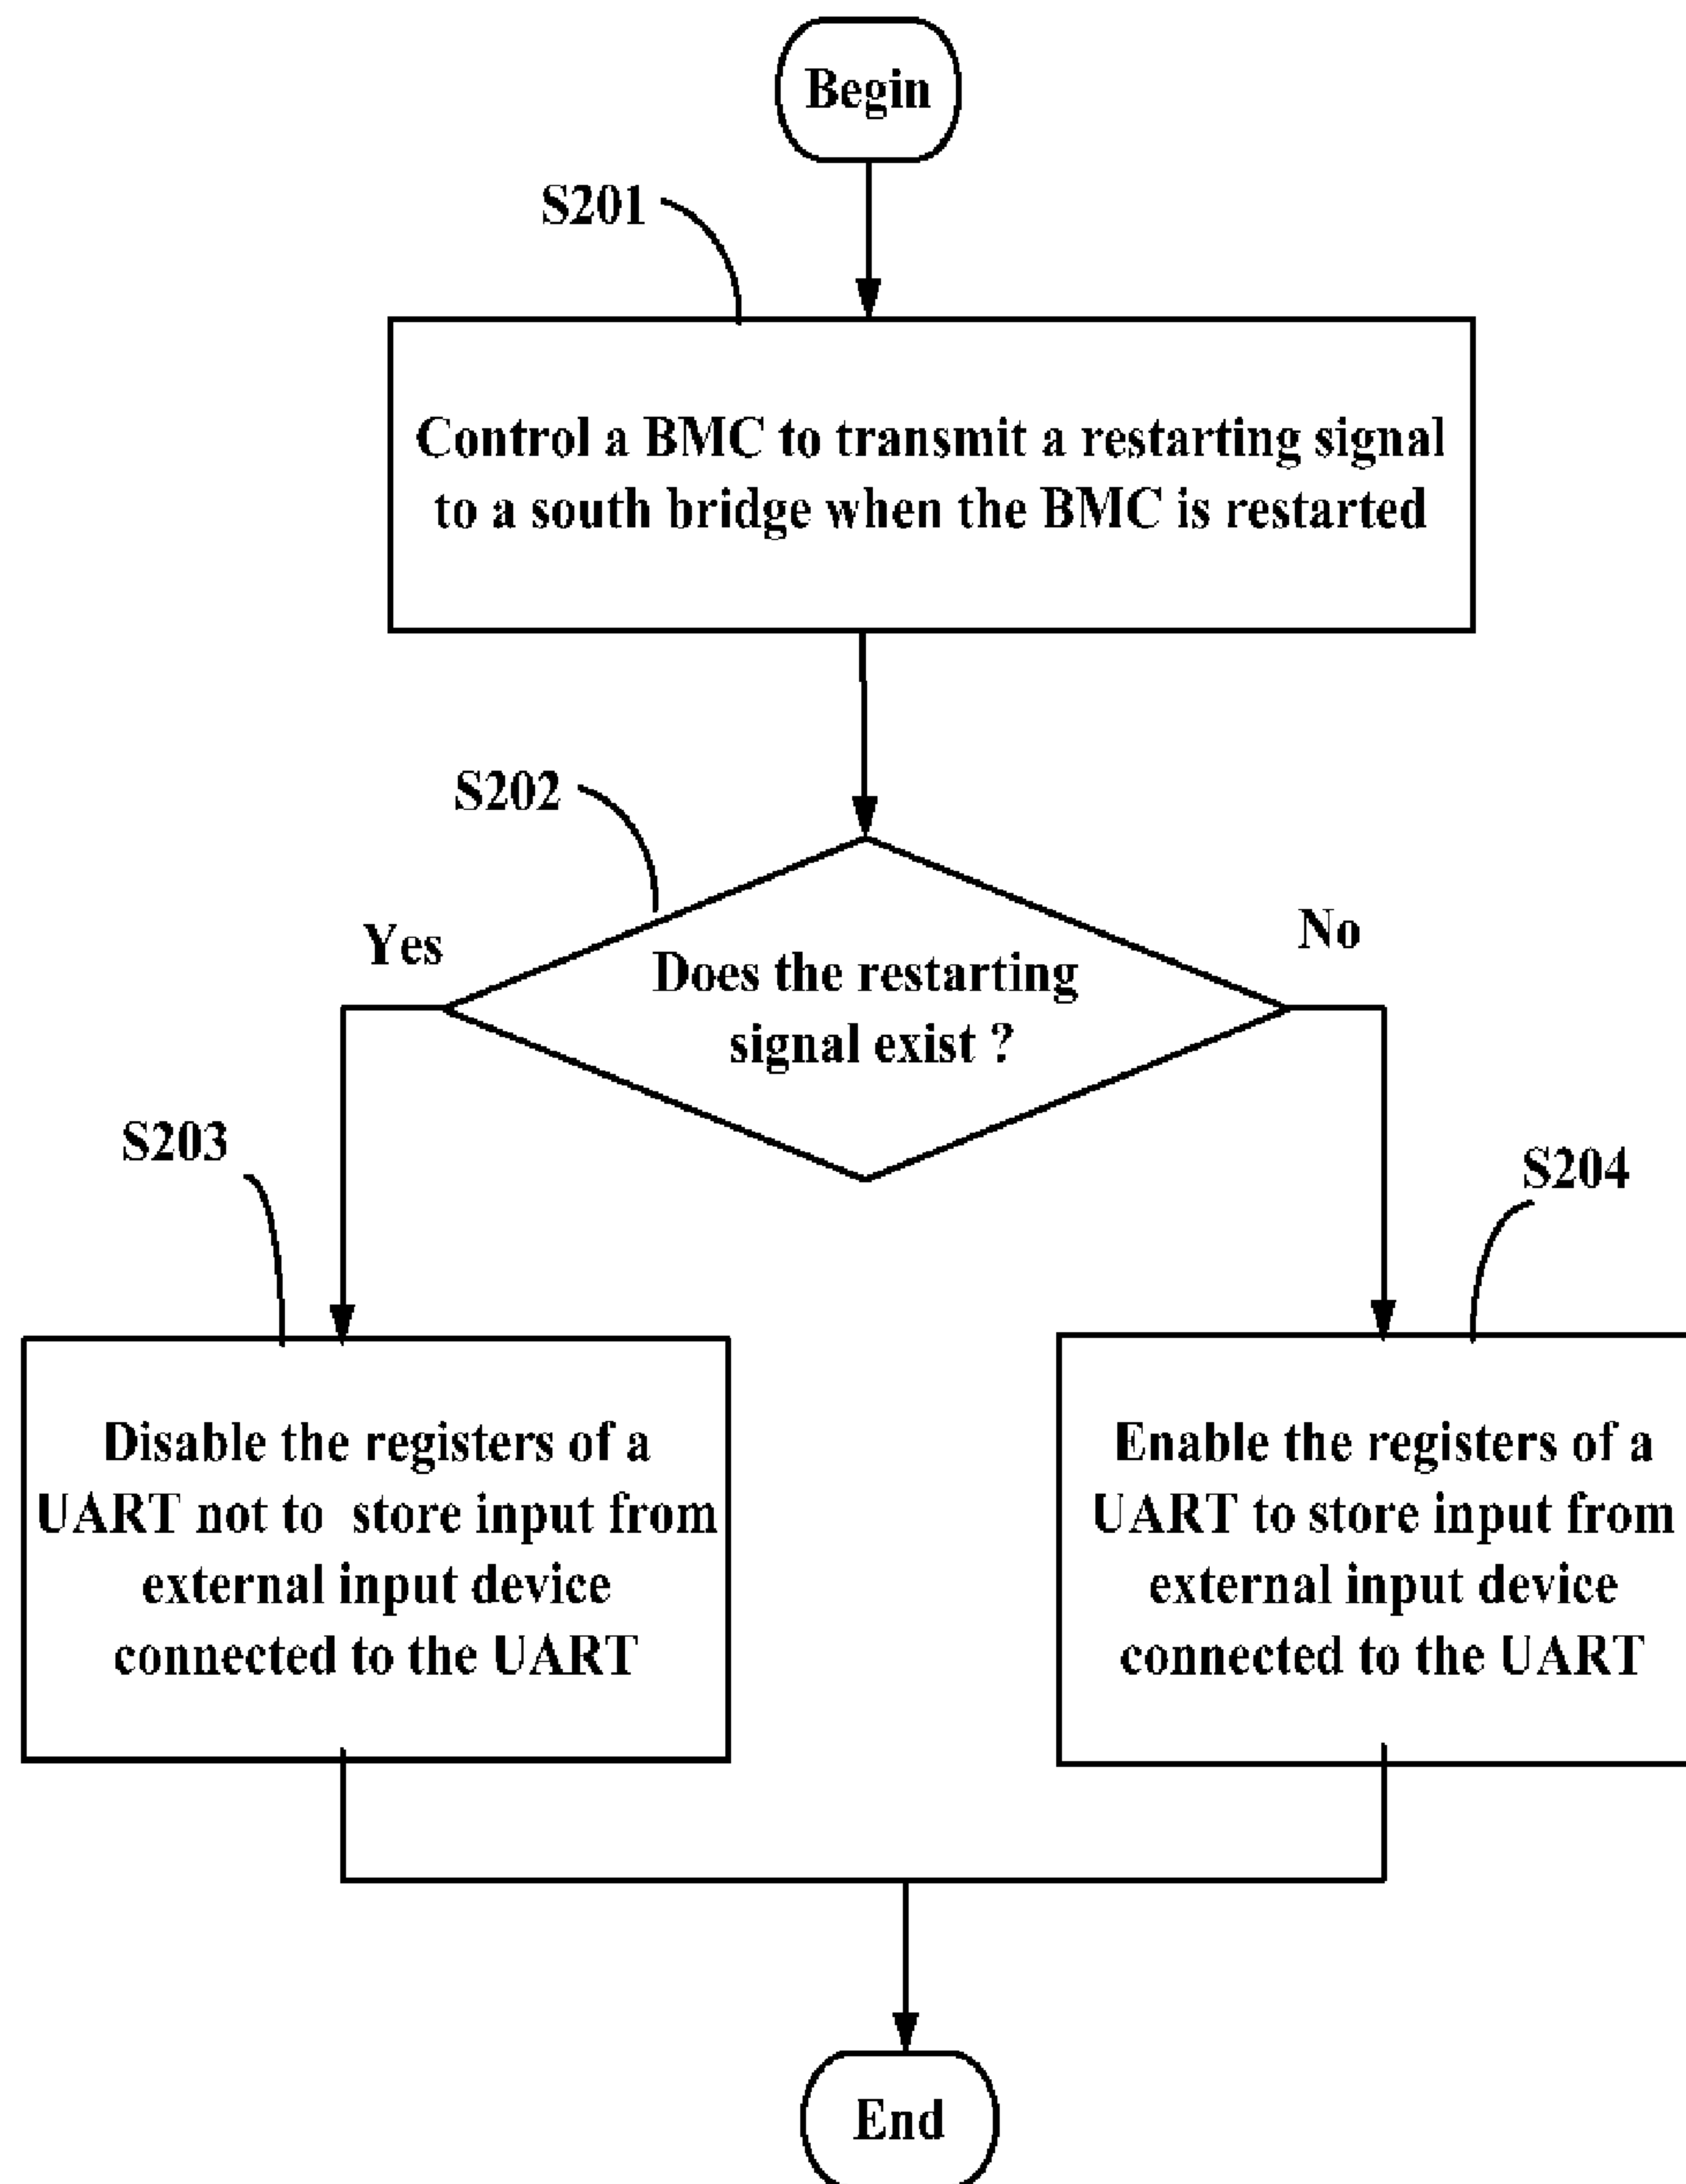 Begin
S201
Control a BMC to transmit a restarting signal
to a south bridge when the BMC is restarted
S202
Yes
No
Does the restarting
signal exist ?
S203
S204
Disable the registers of a
UART not to store input from
external input device
connected to the UART
Enable the registers of a
UART to store input from
external input device
connected to the UART
End